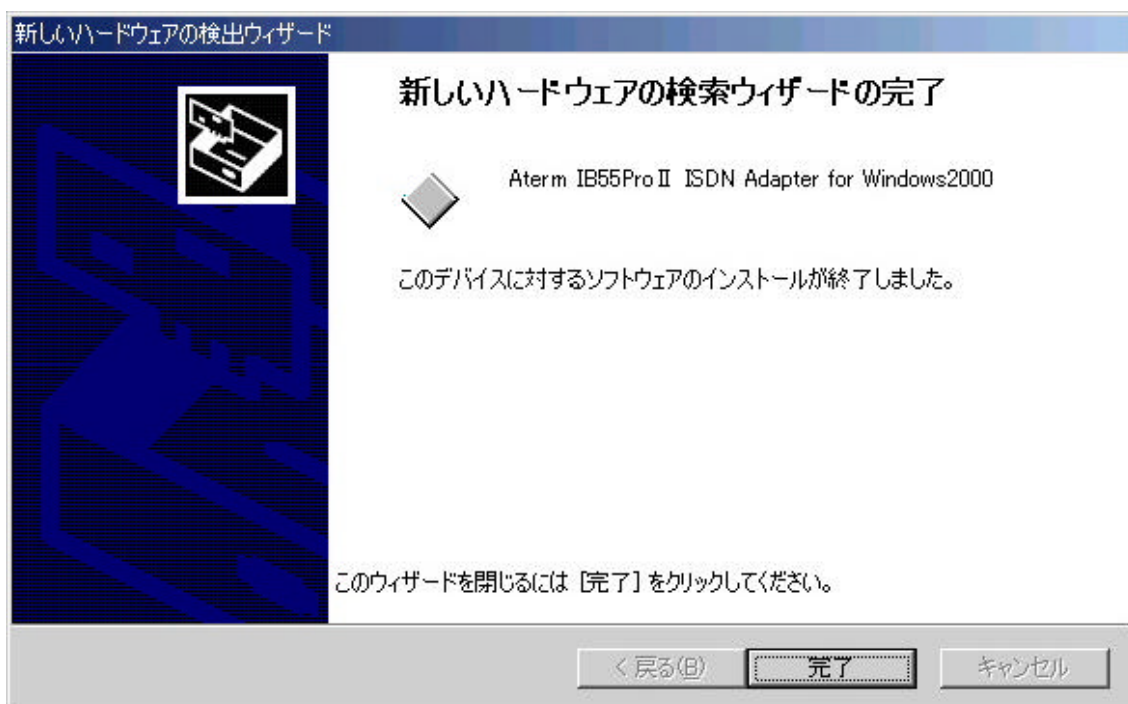 新しいハードウェアの検出ウィザード
新しいハードウェアの検索ウィザードの完了
Aterm IB55ProⅡ ISDN Adapter for Windows2000
このデバイスに対するソフトウェアのインストールが終了しました。
このウィザードを閉じるには [完了] をクリックしてください。
< 戻る(B)
完了
キャンセル